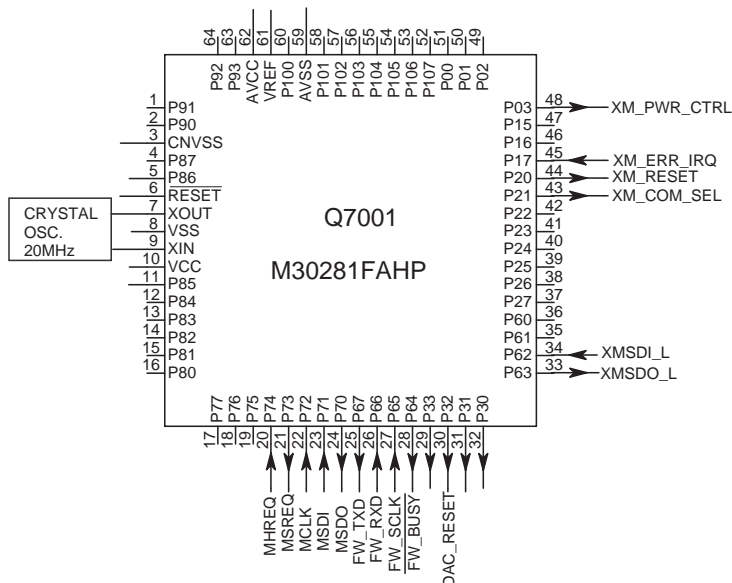 64
63
62
61
60
59
58
57
56
55
54
53
52
51
50
49
P92
P93
AVCC
VREF
P100
AVSS
P101
P102
P103
P104
P105
P106
P107
P00
P01
P02
1 P91
2 P90
3 CNVSS
4 P87
5 P86
6 RESET
7 XOUT
8 VSS
9 XIN
10 VCC
11 P85
12 P84
13 P83
14 P82
15 P81
16 P80
CRYSTAL
OSC.
20MHz
Q7001
M30281FAHP
P03 48 XM_PWR_CTRL
P15 47
P16 46
P17 45 XM_ERR_IRQ
P20 44 XM_RESET
P21 43 XM_COM_SEL
P22 42
P23 41
P24 40
P25 39
P26 38
P27 37
P60 36
P61 35
P62 34 XMSDI_L
P63 33 XMSDO_L
P77
P76
P75
P74
P73
P72
P71
P70
P67
P66
P65
P64
P33
P32
P31
P30
17
18
19
20
21
22
23
24
25
26
27
28
29
30
31
32
MHREQ
MSREQ
MCLK
MSDI
MSDO
FW_TXD
FW_RXD
FW_SCLK
FW_BUSY
DAC_RESET